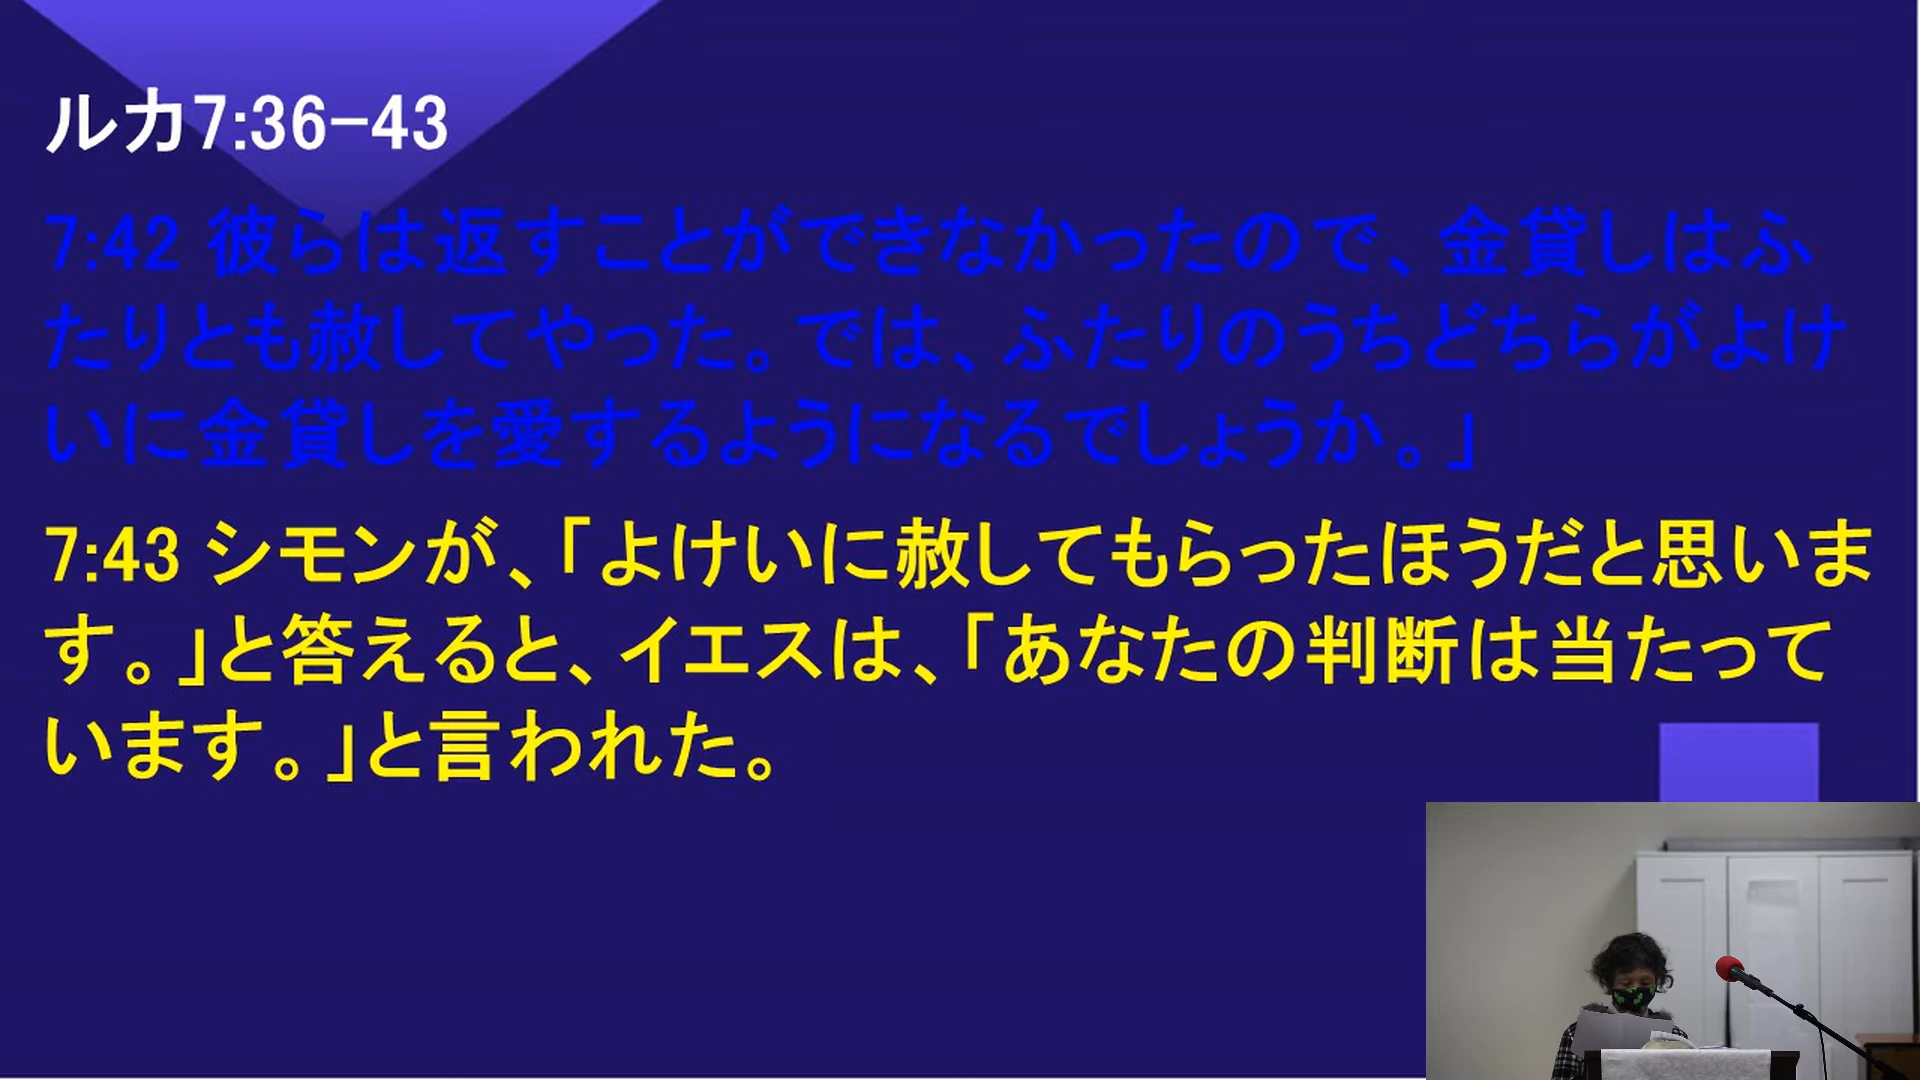 ルカ7:36-43
7:42 彼らは返すことができなかったので、金貸しはふ
たりとも赦してやった。では、ふたりのうちどちらがよけ
いに金貸しを愛するようになるでしょうか。」
7:43 シモンが、「よけいに赦してもらったほうだと思いま
す。」と答えると、イエスは、「あなたの判断は当たって
います。」と言われた。